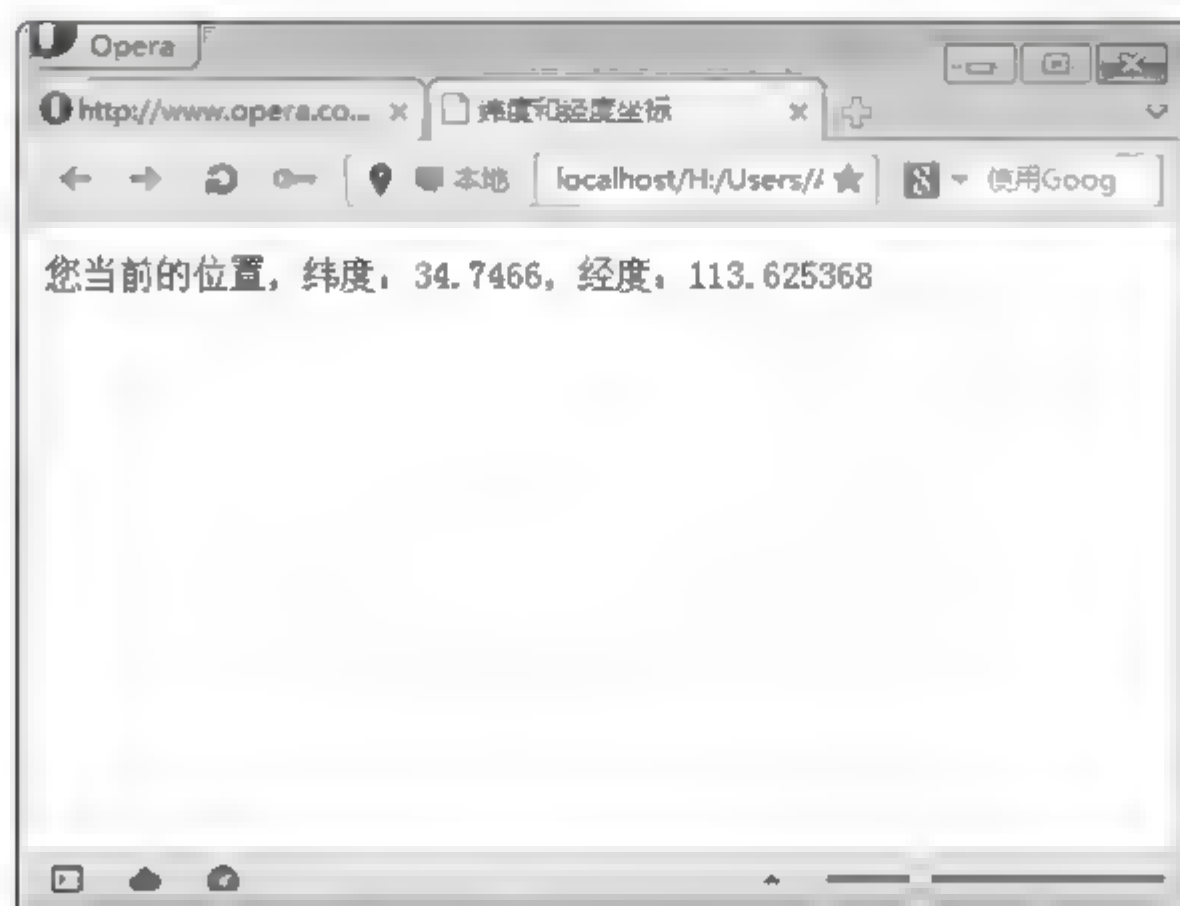 Opera
http://www.opera.co... 纬度和经度坐标
本地 localhost/H:/Users// 使用Goog
您当前的位置，纬度：34.7466，经度：113.625368